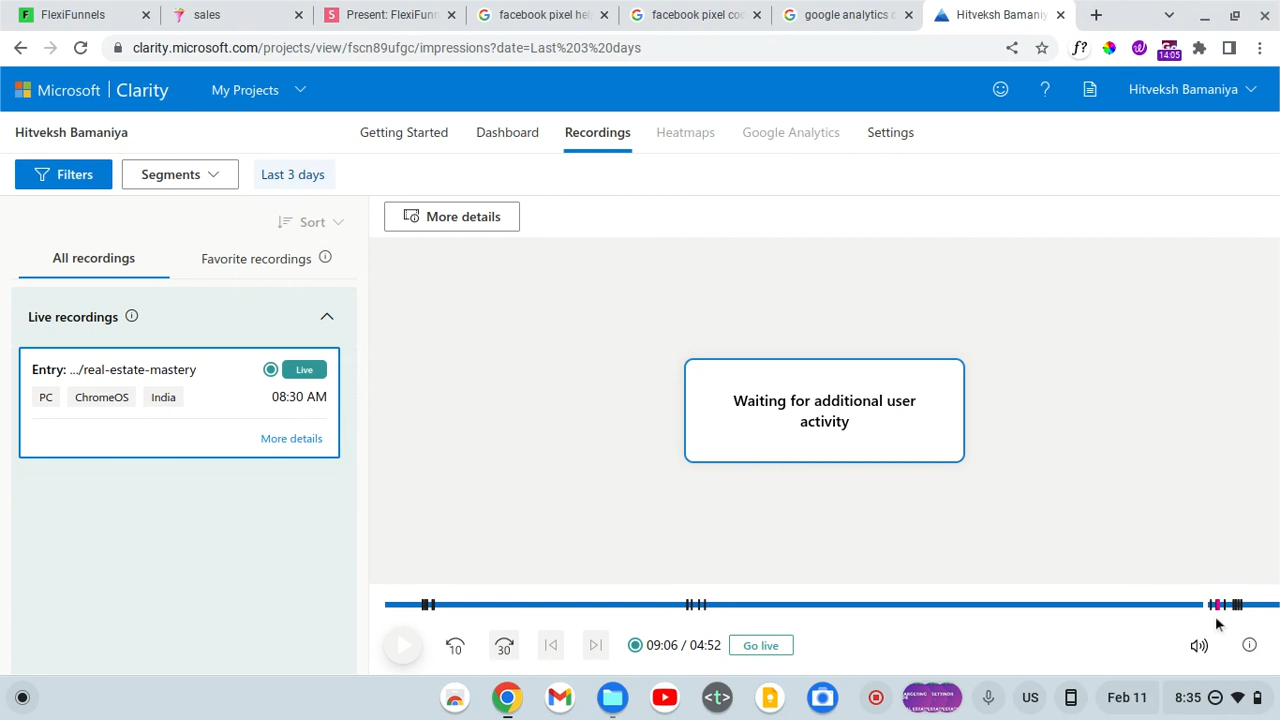 FlexiFunnels
sales
Present: FlexiFunn
facebook pixel help
facebook pixel co
google analytics c
Hitveksh Bamaniy
clarity.microsoft.com/projects/view/fscn89ufgc/impressions?date=Last%203%20days
14:05
Microsoft | Clarity
My Projects
Hitveksh Bamaniya
Hitveksh Bamaniya
Getting Started
Dashboard
Recordings
Heatmaps
Google Analytics
Settings
Filters
Segments
Last 3 days
Sort
More details
All recordings
Favorite recordings
Live recordings
Entry: .../real-estate-mastery
Live
PC
ChromeOS
India
08:30 AM
More details
Waiting for additional user
activity
10
30
09:06 / 04:52
Go live
US
Feb 11
8:35